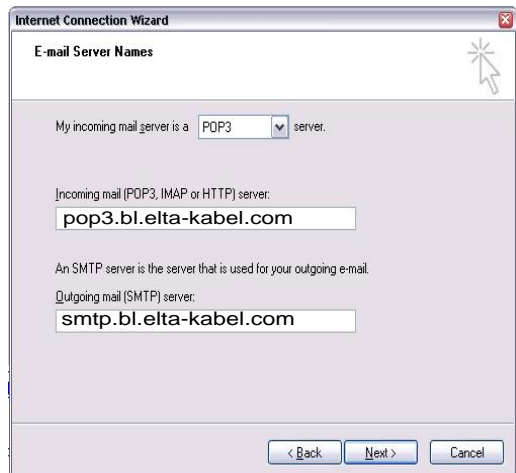 Internet Connection Wizard
E-mail Server Names
My incoming mail server is a POP3 server.
Incoming mail (POP3, IMAP or HTTP) server:
pop3.bl.elta-kabel.com
An SMTP server is the server that is used for your outgoing e-mail.
Outgoing mail (SMTP) server:
smtp.bl.elta-kabel.com
< Back Next > Cancel